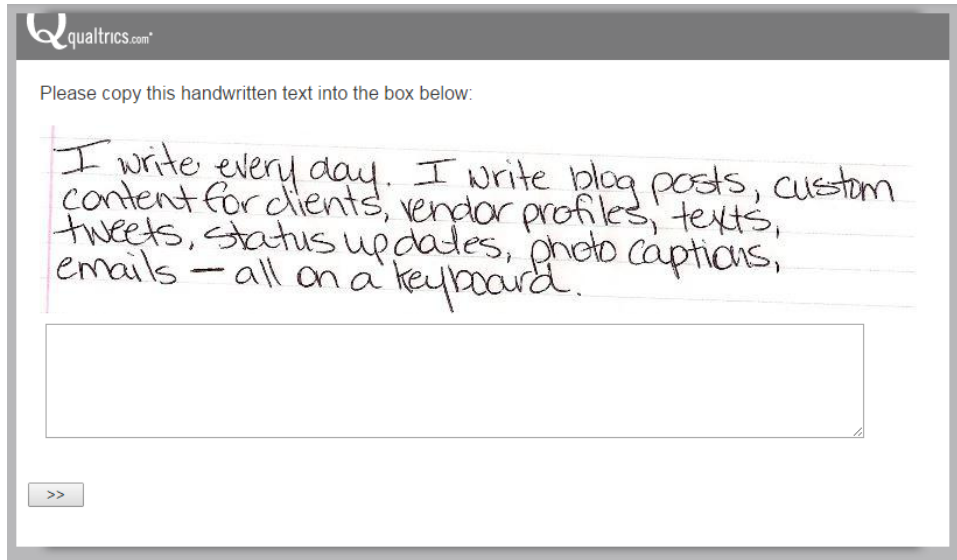 qualtrics.com
Please copy this handwritten text into the box below:
I write every day. I write blog posts, custom
content for clients, vendor profiles, texts,
tweets, status updates, photo captions,
emails — all on a keyboard.
>>